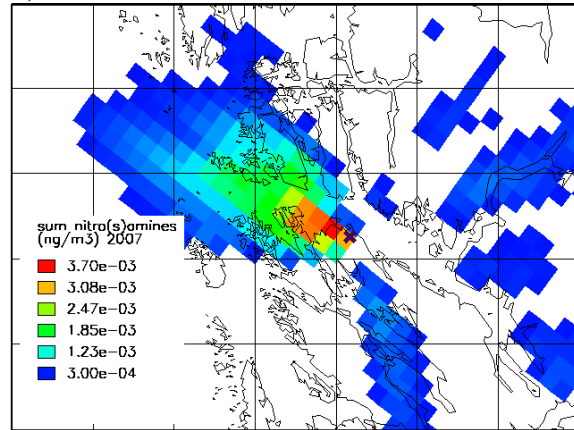 sum nitro(s)amines
(ng/m3) 2007
3.70e-03
3.08e-03
2.47e-03
1.85e-03
1.23e-03
3.00e-04